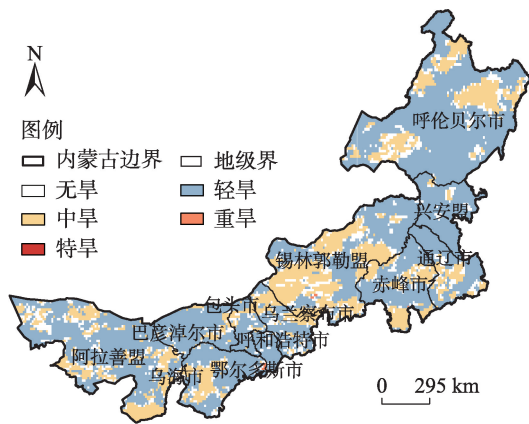 N
图例
内蒙古边界 地级界
无旱 轻旱
中旱 重旱
特旱
呼伦贝尔市
兴安盟
通辽市
锡林郭勒盟
赤峰市
包头市
乌兰察布市
巴彦淖尔市
呼和浩特市
阿拉善盟
乌海市
鄂尔多斯市
0 295 km